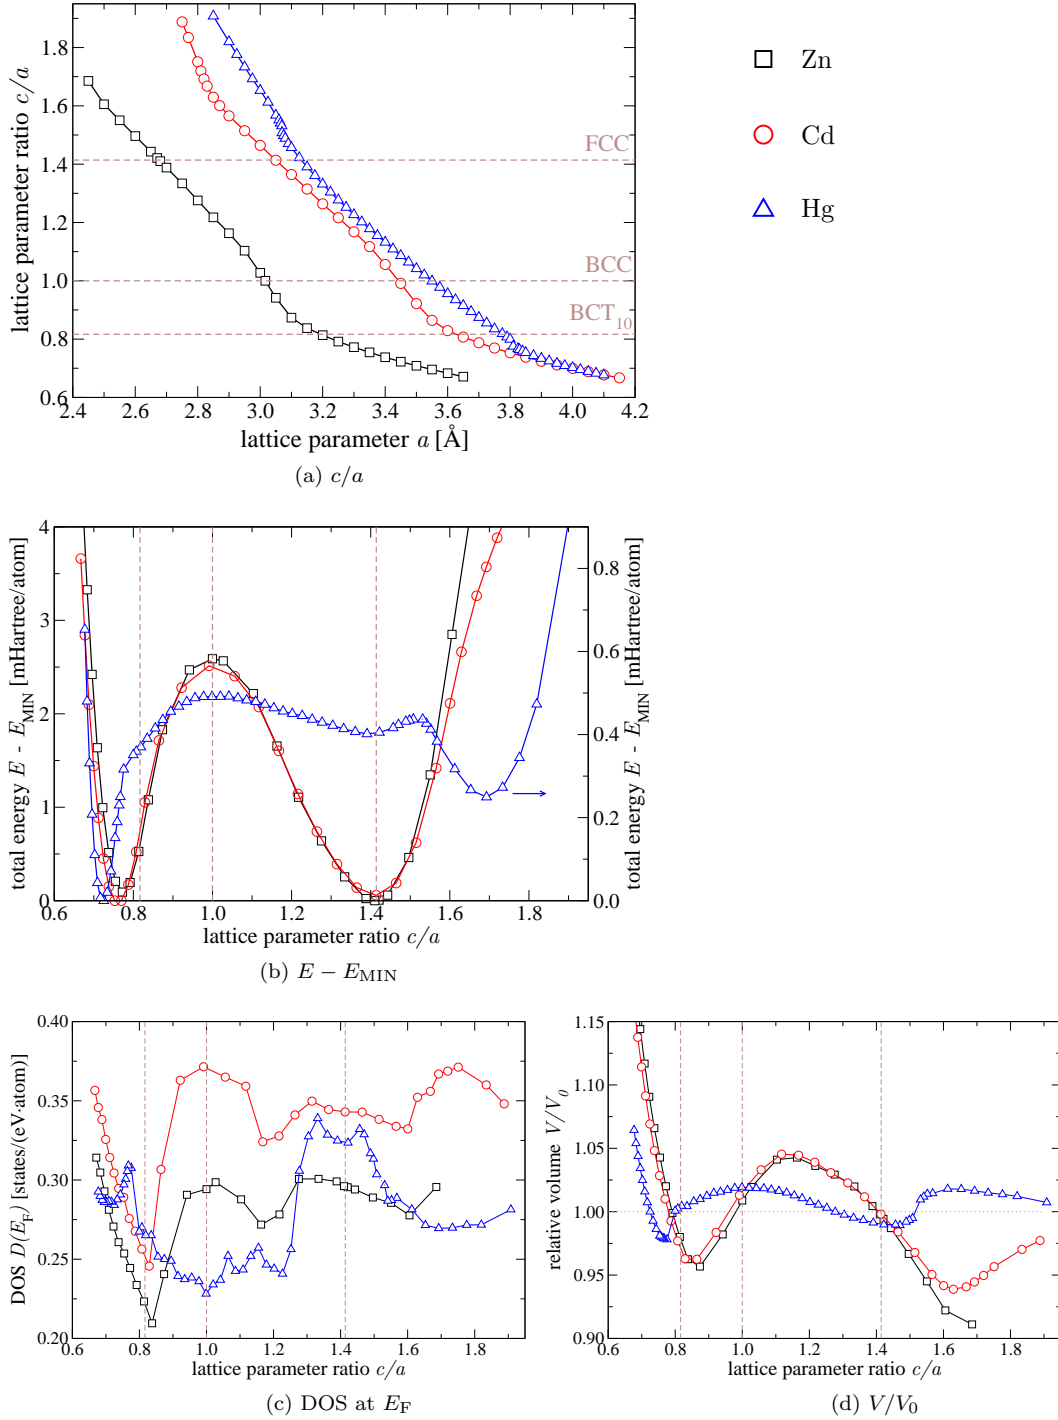 1.8
1.6
1.4
1.2
1.0
0.8
0.6
lattice parameter ratio c/a
FCC
BCC
BCT10
2.4 2.6 2.8 3.0 3.2 3.4 3.6 3.8 4.0 4.2
lattice parameter a [Å]
(a) c/a
Zn
Cd
Hg
4
3
2
1
0
total energy E - EMIN [mHartree/atom]
0.8
0.6
0.4
0.2
0.0
total energy E - EMIN [mHartree/atom]
0.6 0.8 1.0 1.2 1.4 1.6 1.8
lattice parameter ratio c/a
(b) E − EMIN
0.40
0.35
0.30
0.25
0.20
DOS D(EF) [states/(eV·atom)]
0.6 0.8 1.0 1.2 1.4 1.6 1.8
lattice parameter ratio c/a
(c) DOS at EF
1.15
1.10
1.05
1.00
0.95
0.90
relative volume V/V0
0.6 0.8 1.0 1.2 1.4 1.6 1.8
lattice parameter ratio c/a
(d) V/V0